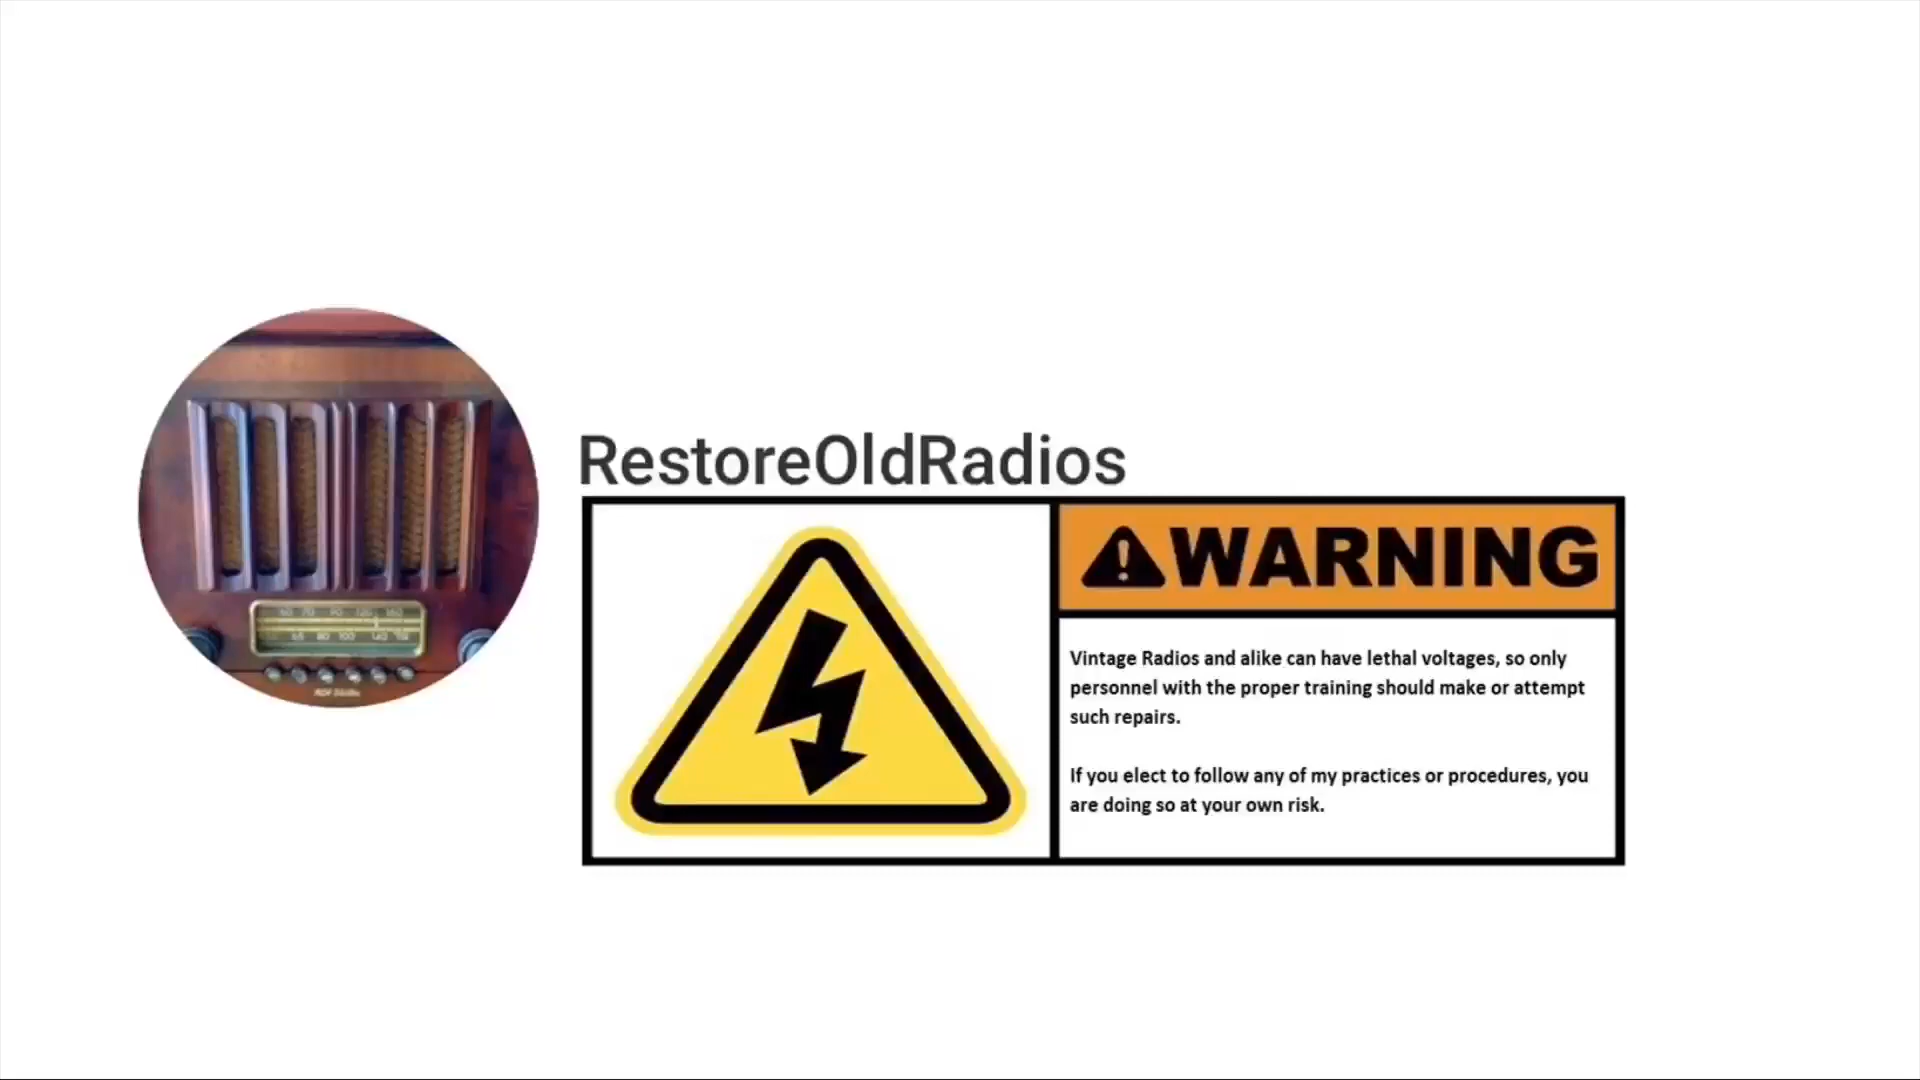 RestoreOldRadios
WARNING
Vintage Radios and alike can have lethal voltages, so only
personnel with the proper training should make or attempt
such repairs.
If you elect to follow any of my practices or procedures, you
are doing so at your own risk.